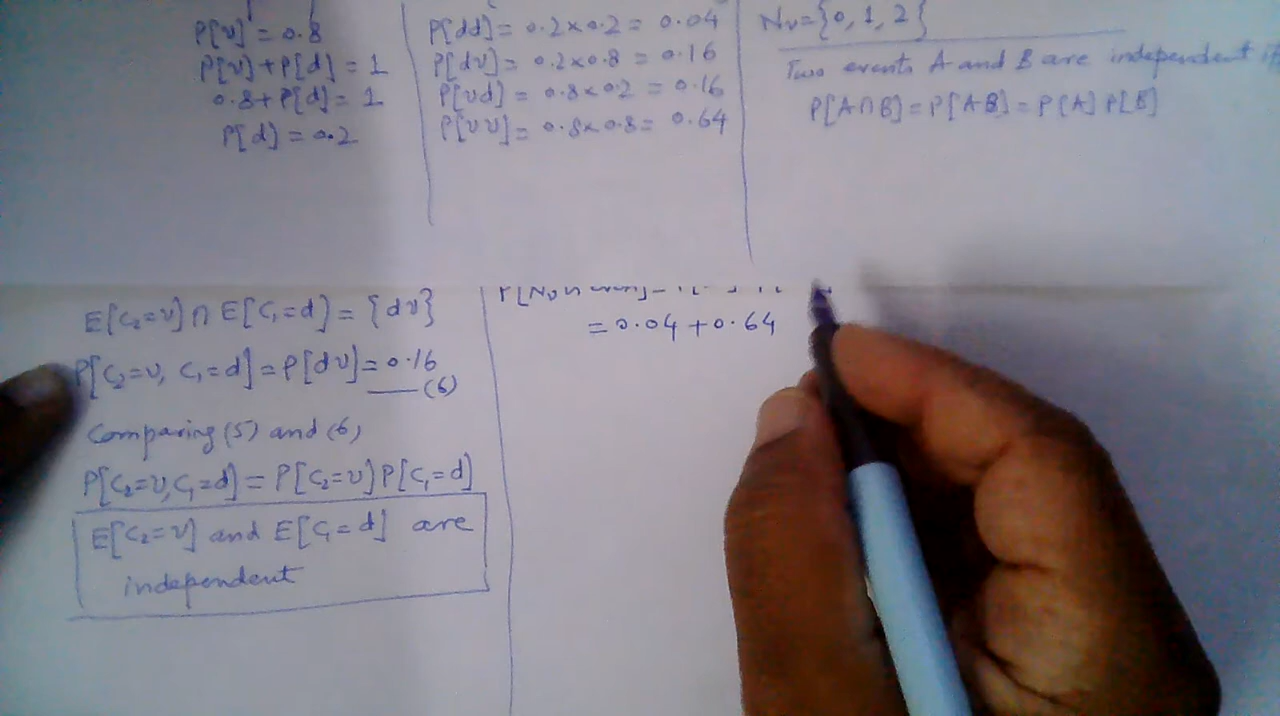 P[v] = 0.8
P[v]+P[d] = 1
0.8+P[d] = 1
P[d] = 0.2
P[dd] = 0.2×0.2 = 0.04
P[dv] = 0.2×0.8 = 0.16
P[vd] = 0.8×0.2 = 0.16
P[vv] = 0.8×0.8 = 0.64
Nv = {0, 1, 2}
Two events A and B are independent
P[A∩B] = P[AB] = P[A] P[B]
E[C₂=v] ∩ E[C₁=d] = {dv}
P[C₂=v, C₁=d] = P[dv] = 0.16
—(6)
Comparing (5) and (6),
P[C₂=v, C₁=d] = P[C₂=v] P[C₁=d]
E[C₂=v] and E[C₁=d] are
independent
= 0.04 + 0.64